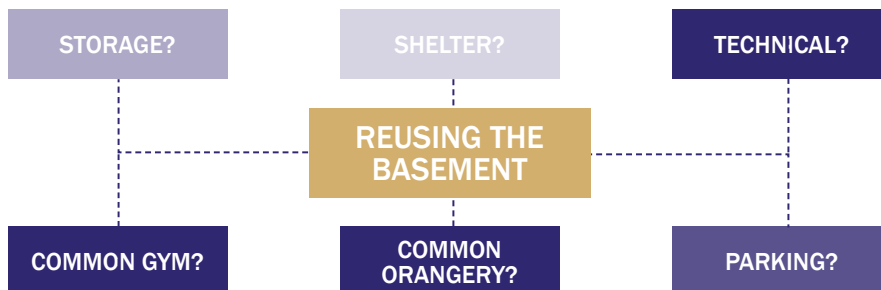 STORAGE?
SHELTER?
TECHNICAL?
REUSING THE
BASEMENT
COMMON GYM?
COMMON
ORANGERY?
PARKING?